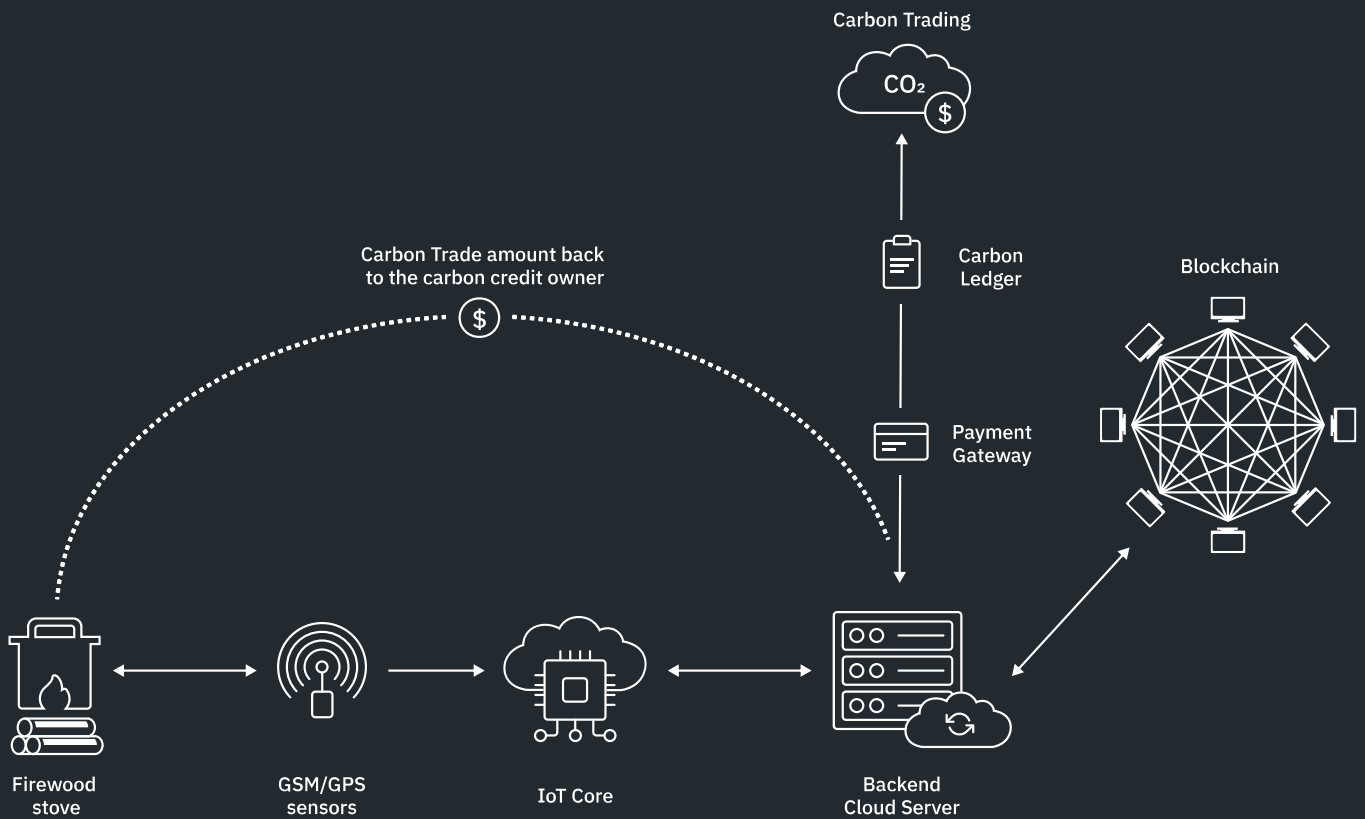 Carbon Trading
CO₂
$
Carbon Trade amount back
to the carbon credit owner
$
Carbon
Ledger
Blockchain
Payment
Gateway
Firewood
stove
GSM/GPS
sensors
IoT Core
Backend
Cloud Server